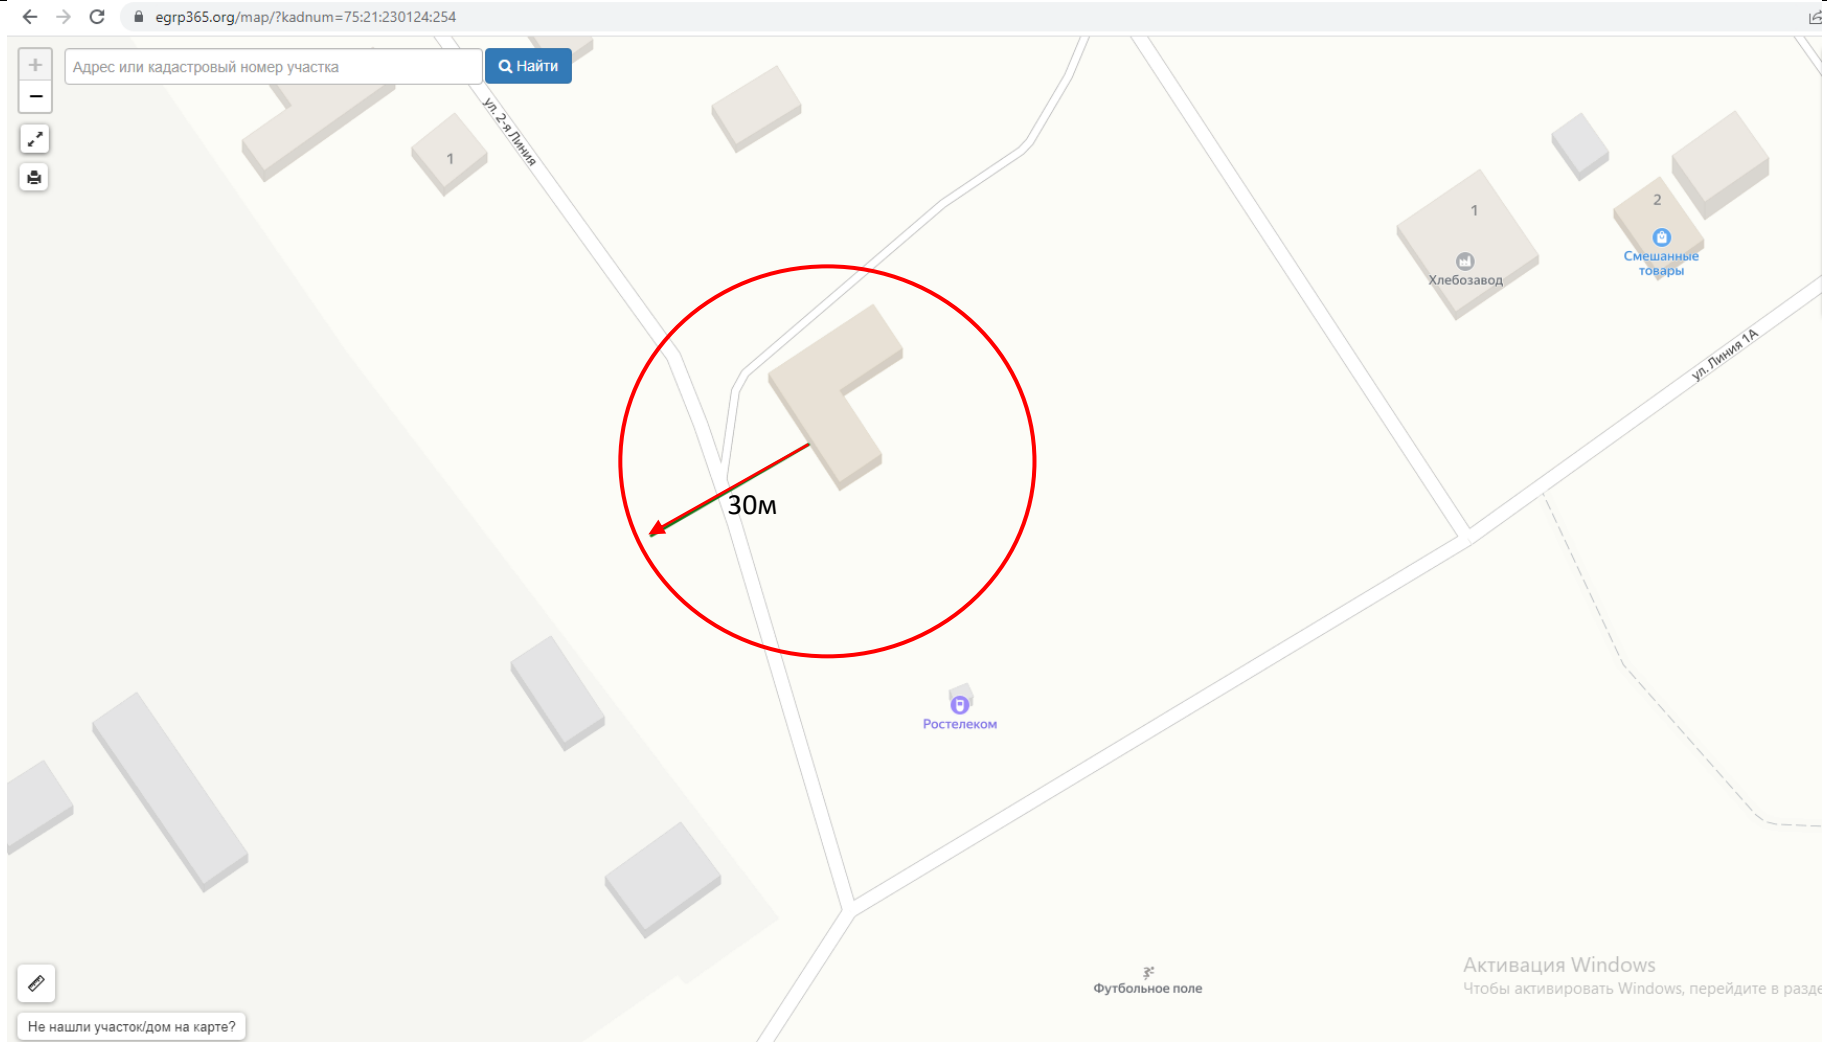 egrp365.org/map/?kadnum=75:21:230124:254
Адрес или кадастровый номер участка
Найти
ул. 2-я Линия
1
1
2
Хлебозавод
Смешанные
товары
ул. Линия 1А
30м
Ростелеком
Футбольное поле
Активация Windows
Чтобы активировать Windows, перейдите в разде
Не нашли участок/дом на карте?